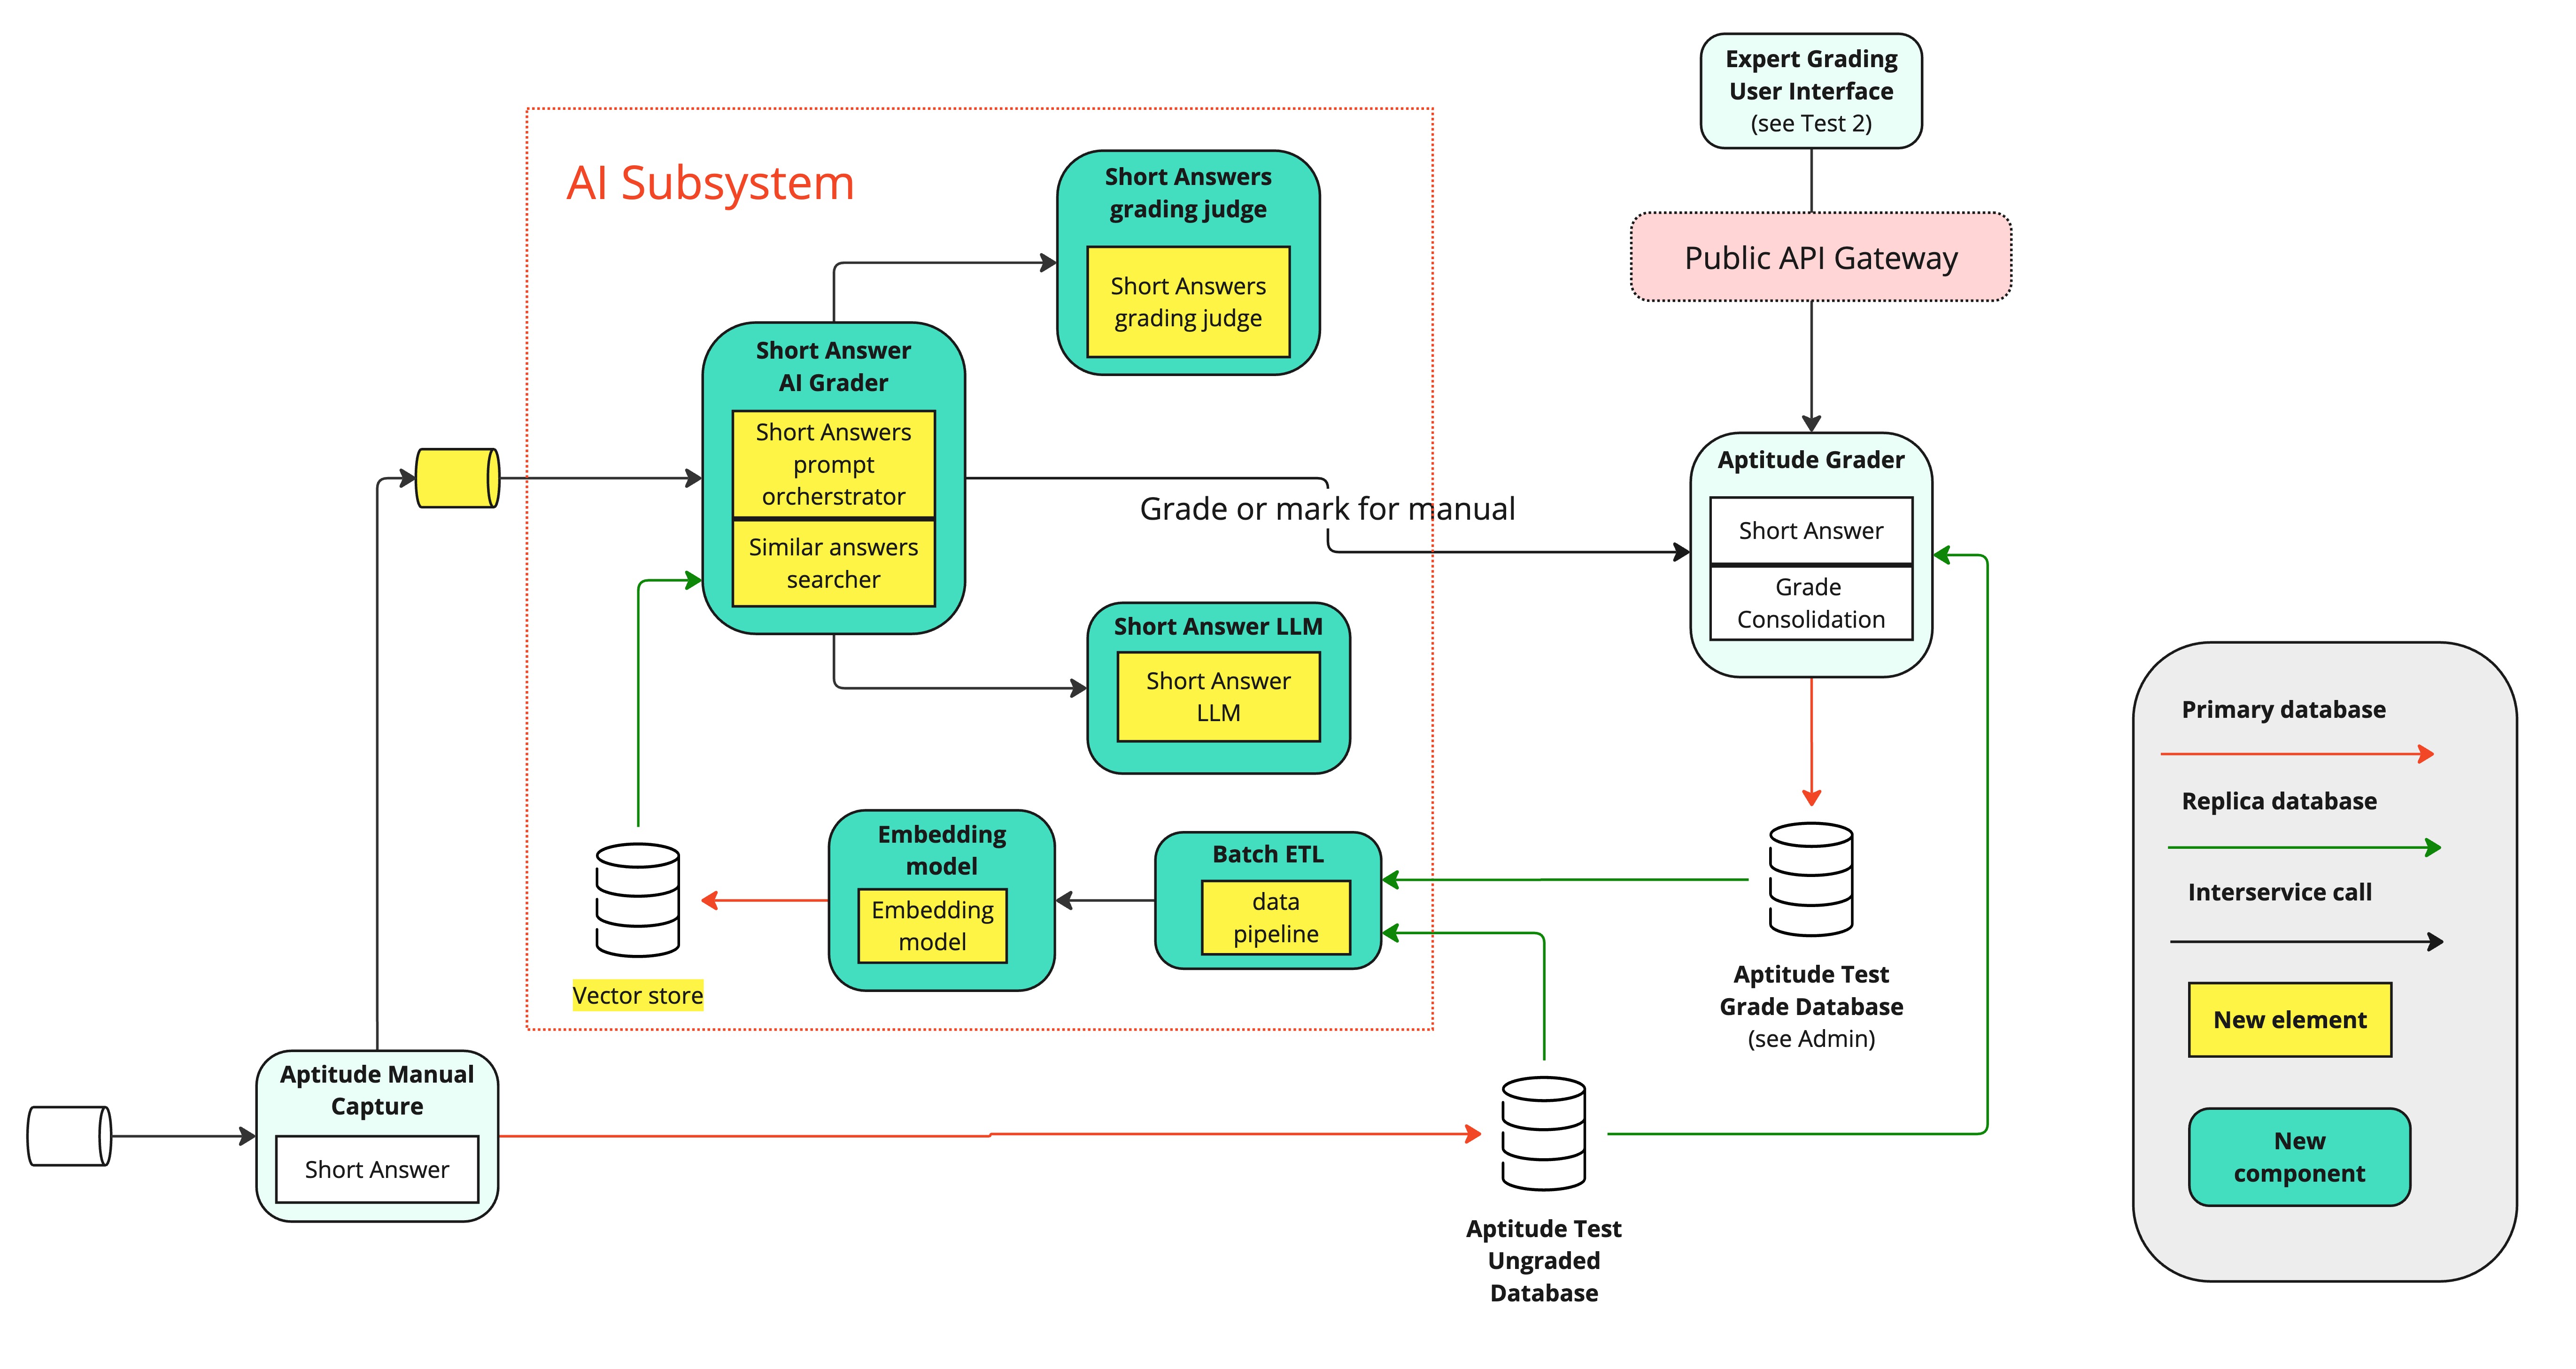 Expert Grading
User Interface
(see Test 2)
AI Subsystem
Short Answers
grading judge
Short Answers
grading judge
Public API Gateway
Short Answer
AI Grader
Short Answers
prompt
orcherstrator
Similar answers
searcher
Grade or mark for manual
Aptitude Grader
Short Answer
Grade
Consolidation
Short Answer LLM
Short Answer
LLM
Embedding
model
Embedding
model
Batch ETL
data
pipeline
Vector store
Aptitude Test
Grade Database
(see Admin)
Aptitude Manual
Capture
Short Answer
Aptitude Test
Ungraded
Database
Primary database
Replica database
Interservice call
New element
New
component